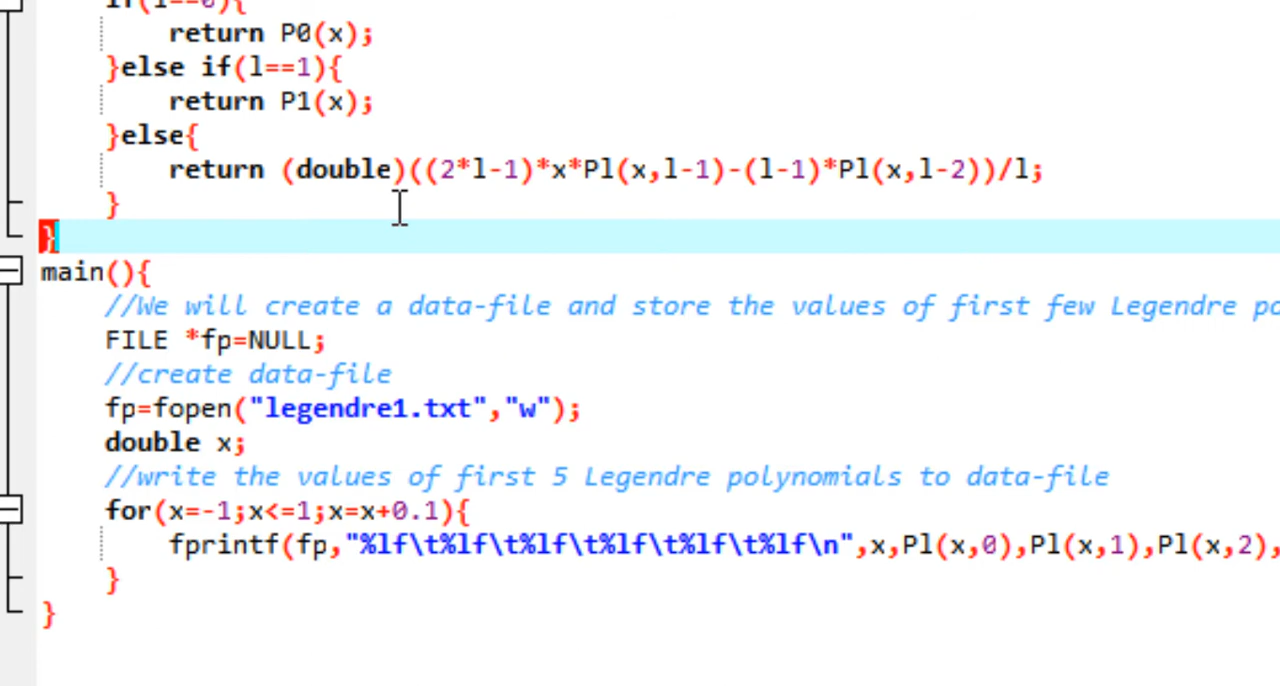 if(l==0){
return P0(x);
}else if(l==1){
return P1(x);
}else{
return (double)((2*l-1)*x*Pl(x,l-1)-(l-1)*Pl(x,l-2))/l;
}
}
main(){
//We will create a data-file and store the values of first few Legendre
FILE *fp=NULL;
//create data-file
fp=fopen("legendre1.txt","w");
double x;
//write the values of first 5 Legendre polynomials to data-file
for(x=-1;x<=1;x=x+0.1){
fprintf(fp,"%lf\t%lf\t%lf\t%lf\t%lf\t%lf\n",x,Pl(x,0),Pl(x,1),Pl(x,2),
}
}